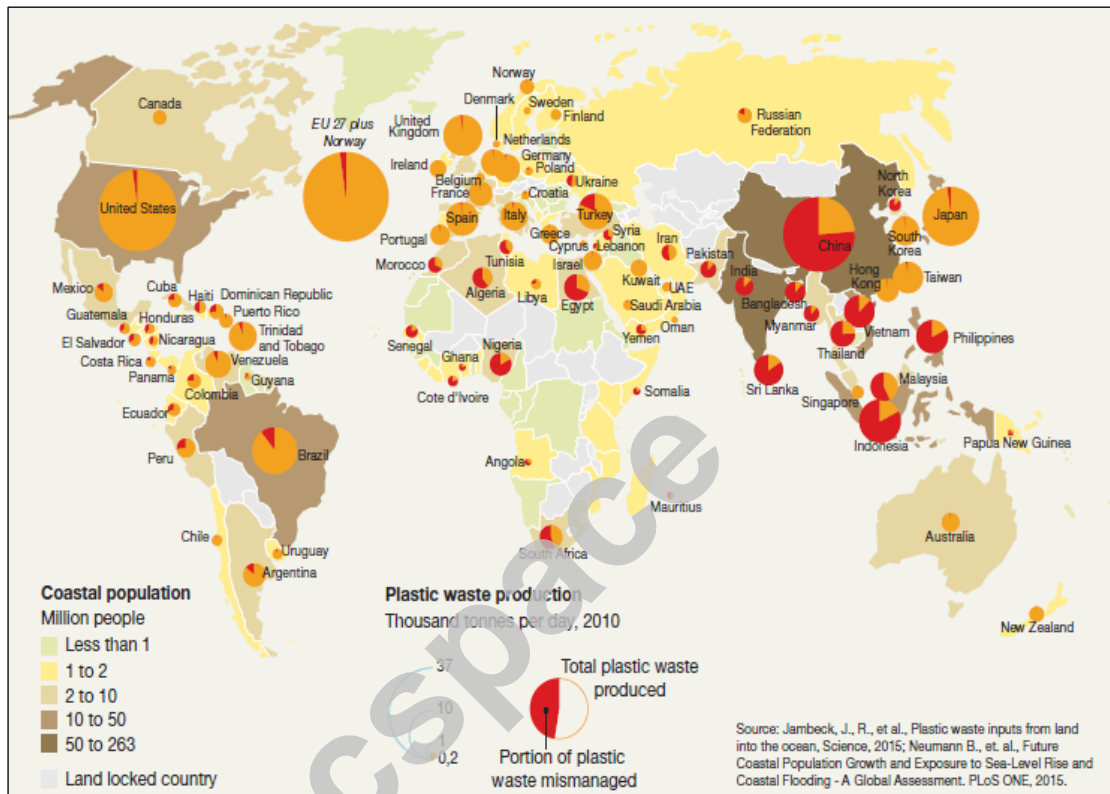 Canada
United States
EU 27 plus
Norway
Norway
Denmark
Sweden
Finland
United
Kingdom
Netherlands
Ireland
Germany
Poland
Belgium
France
Ukraine
Croatia
Spain
Italy
Turkey
Portugal
Greece
Syria
Cyprus
Lebanon
Morocco
Tunisia
Israel
Iran
Pakistan
Russian
Federation
North
Korea
Japan
China
South
Korea
Algeria
Libya
Egypt
Kuwait
UAE
Saudi Arabia
Oman
Yemen
India
Bangladesh
Hong
Kong
Taiwan
Myanmar
Vietnam
Thailand
Philippines
Mexico
Cuba
Haiti
Dominican Republic
Puerto Rico
Guatemala
Honduras
Trinidad
and Tobago
El Salvador
Nicaragua
Costa Rica
Venezuela
Panama
Guyana
Colombia
Ecuador
Peru
Brazil
Senegal
Ghana
Nigeria
Cote d'Ivoire
Somalia
Sri Lanka
Singapore
Malaysia
Indonesia
Papua New Guinea
Angola
Mauritius
South Africa
Australia
New Zealand
Chile
Uruguay
Argentina
Coastal population
Million people
Less than 1
1 to 2
2 to 10
10 to 50
50 to 263
Land locked country
Plastic waste production
Thousand tonnes per day, 2010
37
10
1
0,2
Total plastic waste
produced
Portion of plastic
waste mismanaged
Source: Jambeck, J., R., et al., Plastic waste inputs from land
into the ocean, Science, 2015; Neumann B., et. al., Future
Coastal Population Growth and Exposure to Sea-Level Rise and
Coastal Flooding - A Global Assessment. PLoS ONE, 2015.
cspace